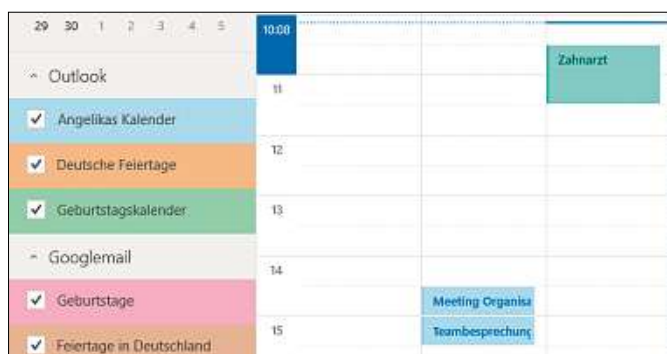 29 30 1 2 3 4 5
Outlook
Angelikas Kalender
Deutsche Feiertage
Geburtstagskalender
Googlemail
Geburtstage
Feiertage in Deutschland
10:08
11
12
13
14
15
Zahnarzt
Meeting Organisa
Teambesprechung